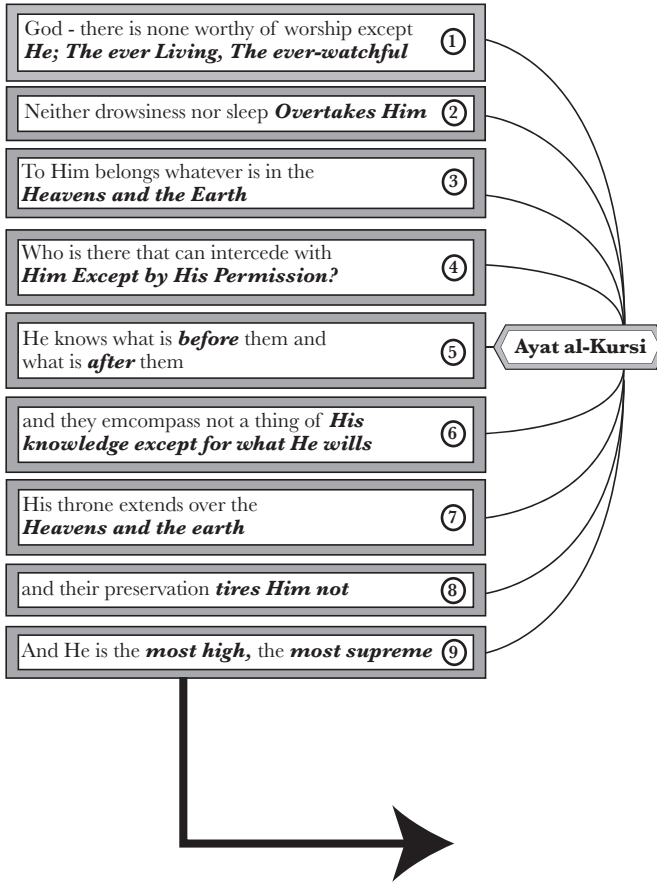 God - there is none worthy of worship except
He; The ever Living, The ever-watchful
1
Neither drowsiness nor sleep Overtakes Him
2
To Him belongs whatever is in the
Heavens and the Earth
3
Who is there that can intercede with
Him Except by His Permission?
4
He knows what is before them and
what is after them
5
Ayat al-Kursi
and they emcompass not a thing of His
knowledge except for what He wills
6
His throne extends over the
Heavens and the earth
7
and their preservation tires Him not
8
And He is the most high, the most supreme
9